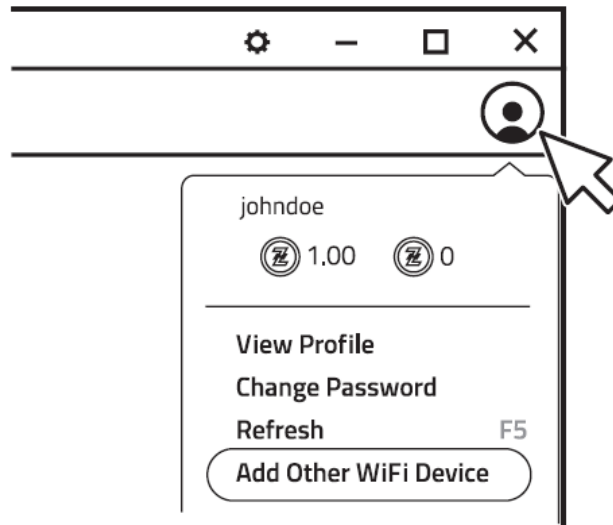 johndoe
1.00 0
View Profile
Change Password
Refresh F5
Add Other WiFi Device